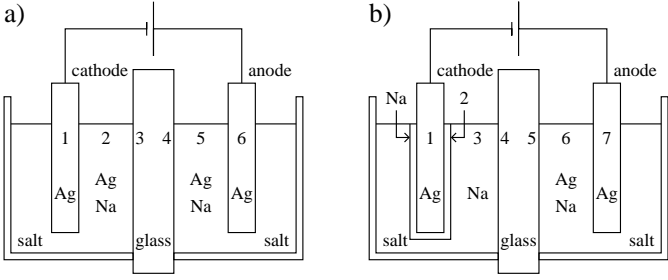 a)
cathode
anode
1 2 3 4 5 6
Ag
Ag Na Ag Na Ag
salt glass salt
b)
cathode
anode
Na 2
1 3 4 5 6 7
Ag
Ag Na Na Ag
salt glass salt